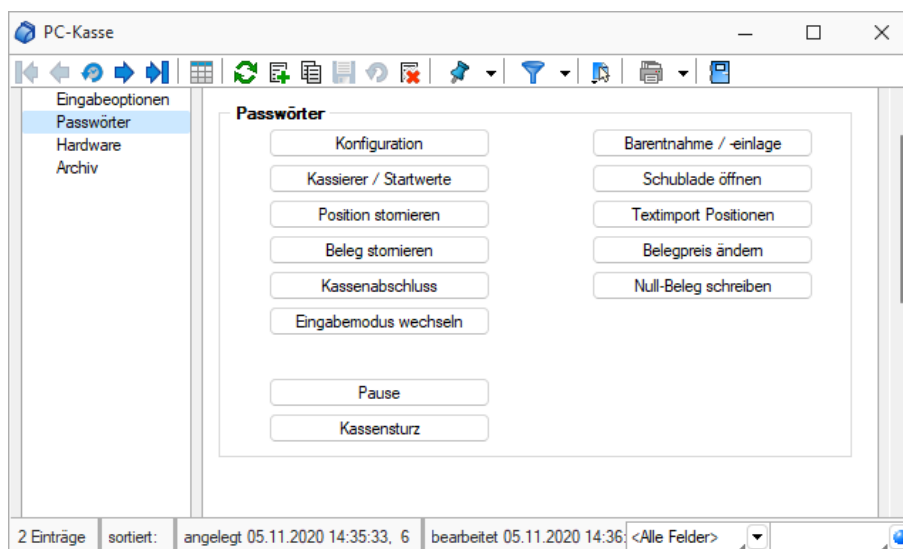 PC-Kasse
Eingabeoptionen
Passwörter
Hardware
Archiv
Passwörter
Konfiguration
Barentnahme / -einlage
Kassierer / Startwerte
Schublade öffnen
Position stornieren
Textimport Positionen
Beleg stornieren
Belegpreis ändern
Kassenabschluss
Null-Beleg schreiben
Eingabemodus wechseln
Pause
Kassensturz
2 Einträge sortiert: angelegt 05.11.2020 14:35:33, 6 bearbeitet 05.11.2020 14:36: <Alle Felder>